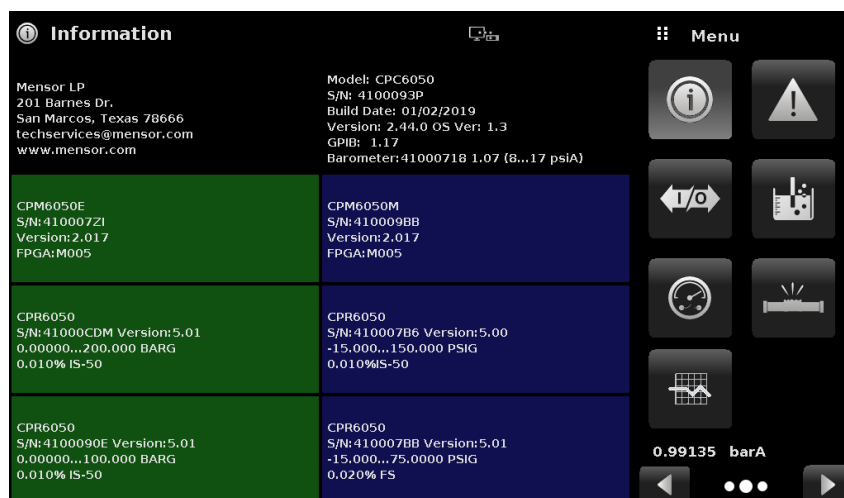 Information
Menu
Mensor LP
201 Barnes Dr.
San Marcos, Texas 78666
techservices@mensor.com
www.mensor.com
Model: CPC6050
S/N: 4100093P
Build Date: 01/02/2019
Version: 2.44.0 OS Ver: 1.3
GPIB: 1.17
Barometer:41000718 1.07 (8...17 psiA)
CPM6050E
S/N:410007ZI
Version:2.017
FPGA:M005
CPM6050M
S/N:410009BB
Version:2.017
FPGA:M005
CPR6050
S/N:41000CDM Version:5.01
0.00000...200.000 BARG
0.010% IS-50
CPR6050
S/N:410007B6 Version:5.00
-15.000...150.000 PSIG
0.010%IS-50
CPR6050
S/N:4100090E Version:5.01
0.00000...100.000 BARG
0.010% IS-50
CPR6050
S/N:410007BB Version:5.01
-15.000...75.0000 PSIG
0.020% FS
I/O
0.99135 barA